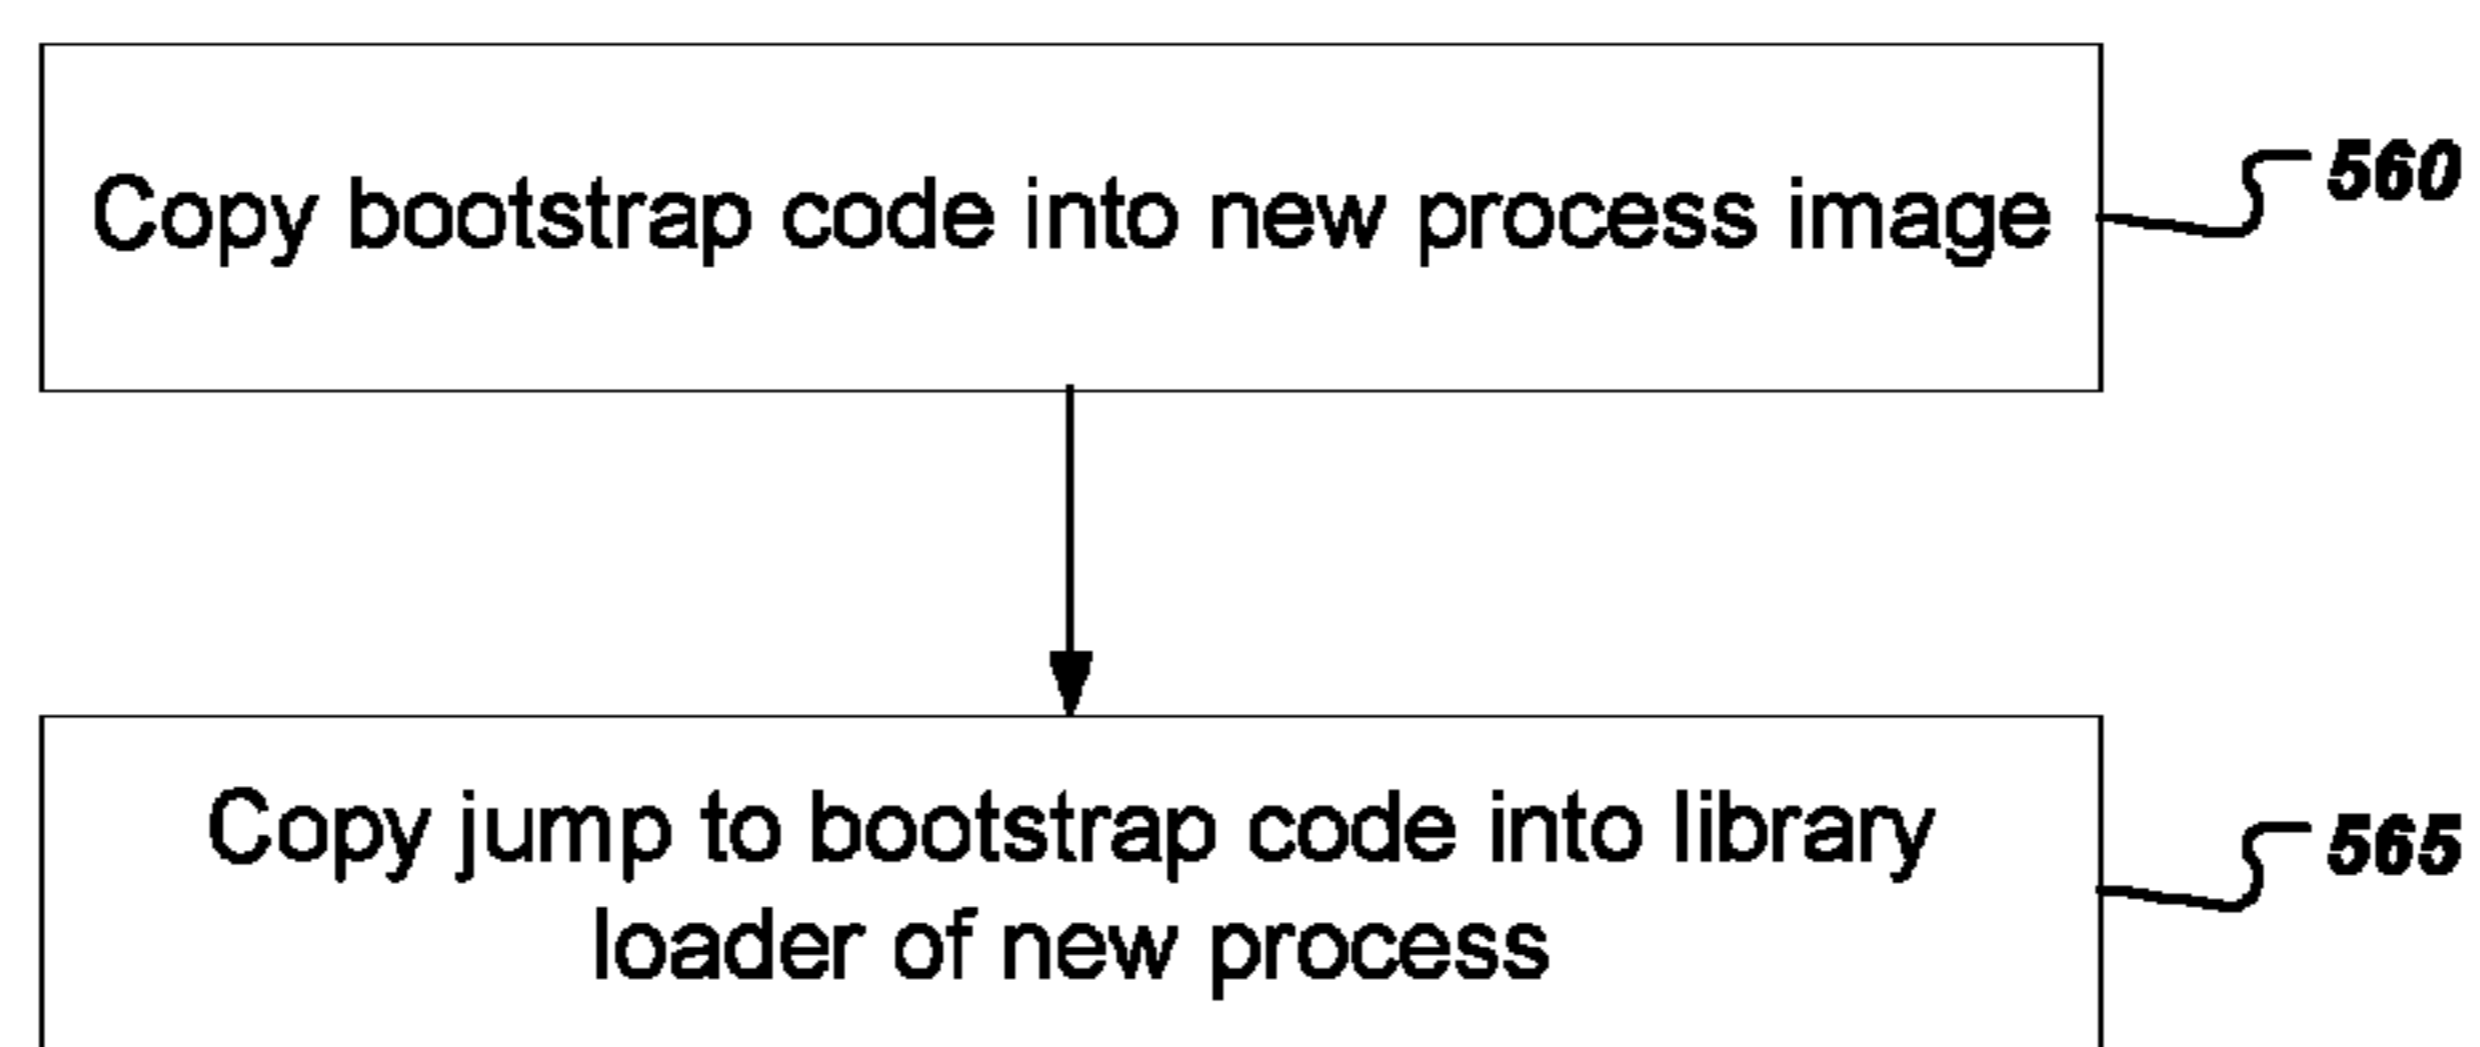 Copy bootstrap code into new process image
560
Copy jump to bootstrap code into library
loader of new process
565